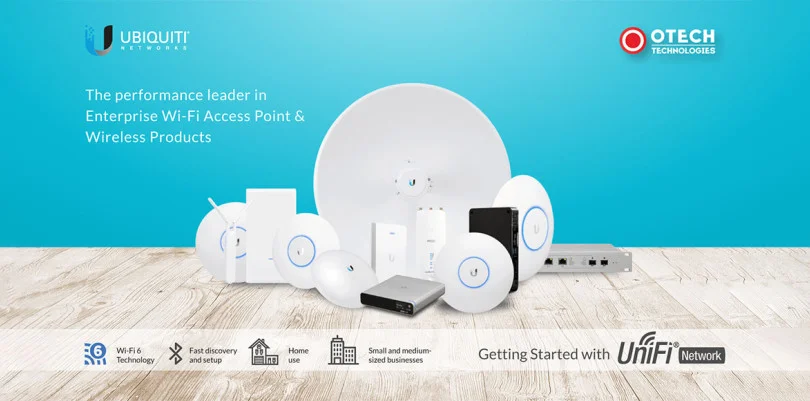 UBIQUITI
NETWORKS
OTECH
TECHNOLOGIES
The performance leader in
Enterprise Wi-Fi Access Point &
Wireless Products
6
Wi-Fi 6
Technology
Fast discovery
and setup
Home
use
Small and medium-
sized businesses
Getting Started with
UniFi® Network